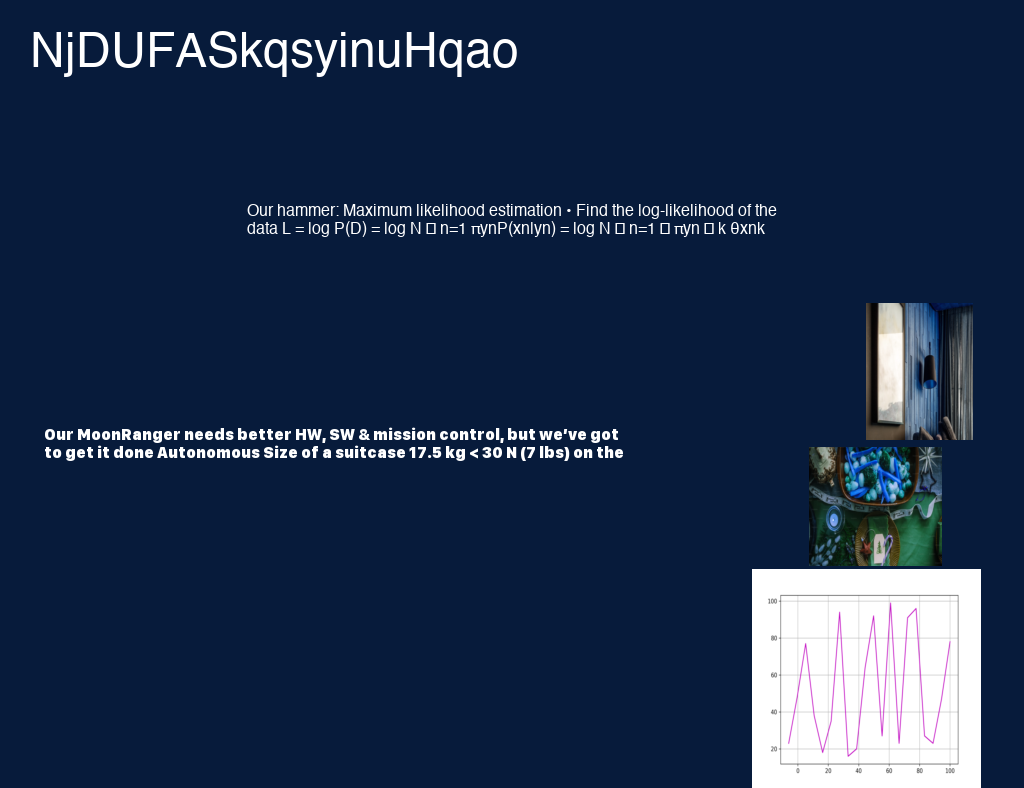 NjDUFASkqsyinuHqao
Our hammer: Maximum likelihood estimation • Find the log-likelihood of the
data L = log P(D) = log N □ n=1 πynP(xnlyn) = log N □ n=1 □ πyn □ k θxnk
Our MoonRanger needs better HW, SW & mission control, but we’ve got
to get it done Autonomous Size of a suitcase 17.5 kg < 30 N (7 lbs) on the
100
80
60
40
20
0 20 40 60 80 100